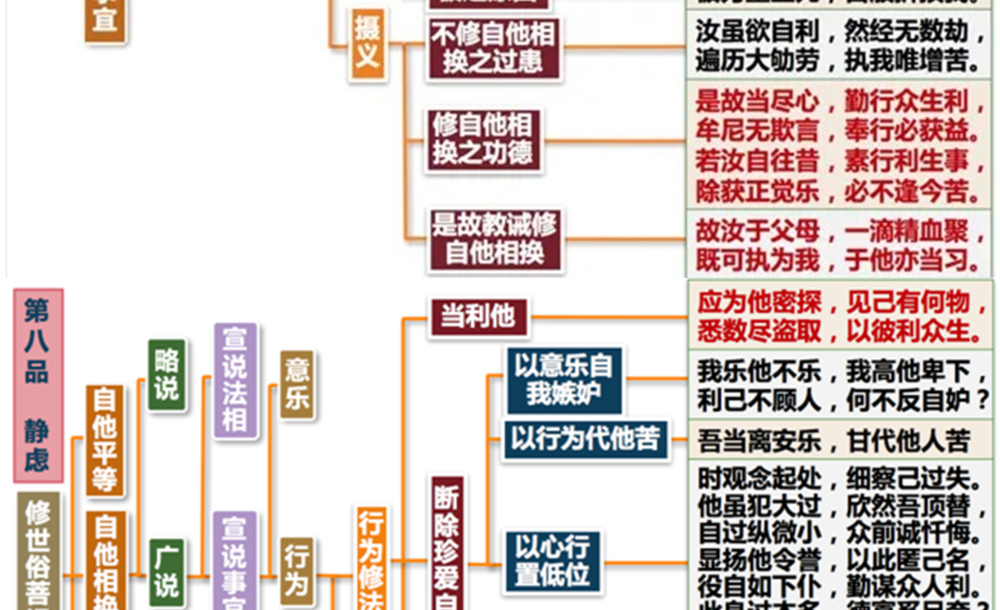 宜
摄义
不修自他相
换之过患
汝虽欲自利，然经无数劫，
遍历大劬劳，执我唯增苦。
修自他相
换之功德
是故当尽心，勤行众生利，
牟尼无欺言，奉行必获益。
若汝自往昔，素行利生事，
除获正觉乐，必不逢今苦。
是故教诫修
自他相换
故汝于父母，一滴精血聚，
既可执为我，于他亦当习。
第八品 静虑
修世俗菩
自他平等
自他相换
略说
广说
宣说法相
宣说事宜
意乐
行为
行为修法
当利他
应为他密探，见己有何物，
悉数尽盗取，以彼利众生。
断除珍爱自
以意乐自
我嫉妒
我乐他不乐，我高他卑下，
利己不顾人，何不反自妒？
以行为代他苦
吾当离安乐，甘代他人苦
以心行
置低位
时观念起处，细察己过失。
他虽犯大过，欣然吾顶替，
自过纵微小，众前诚忏悔。
显扬他令誉，以此匿己名，
役自如下仆，勤谋众人利。